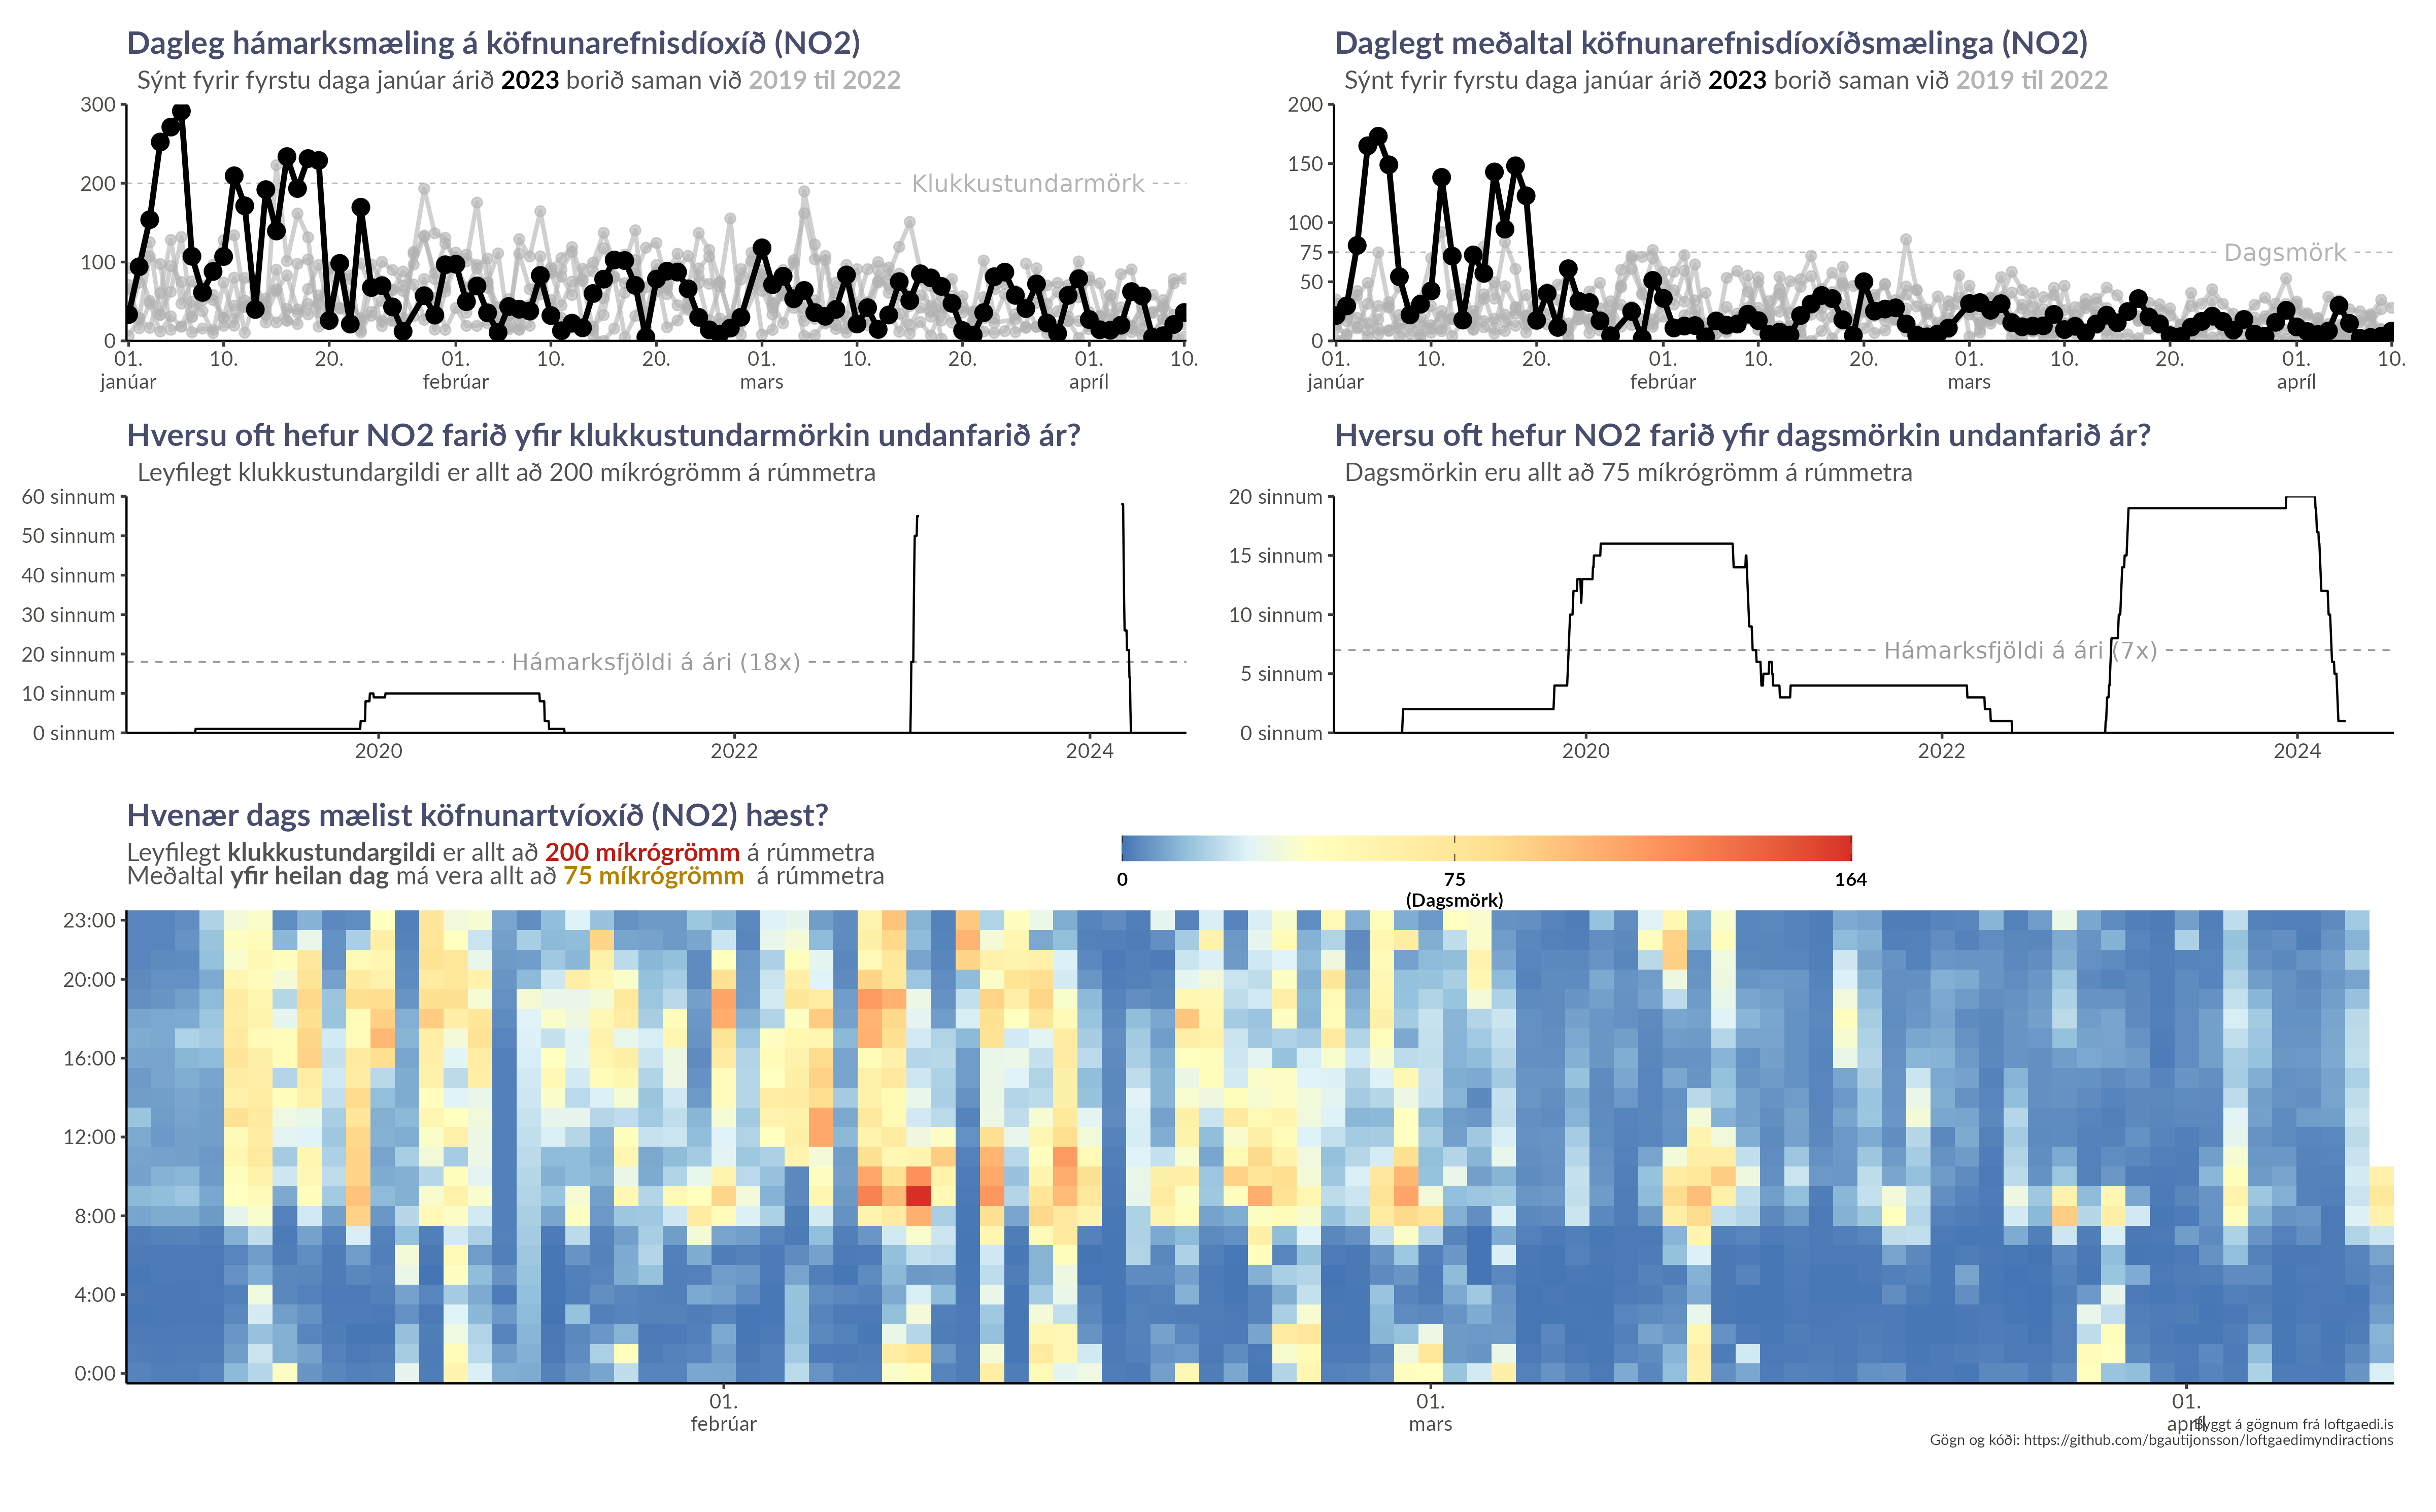 Dagleg hámarksmæling á köfnunarefnisdíoxíð (NO2)
Sýnt fyrir fyrstu daga janúar árið 2023 borið saman við 2019 til 2022
300
200
100
0
Klukkustundarmörk
01. 10. 20. 01. 10. 20. 01. 10. 20. 01. 10.
janúar febrúar mars apríl
Daglegt meðaltal köfnunarefnisdíoxíðsmælinga (NO2)
Sýnt fyrir fyrstu daga janúar árið 2023 borið saman við 2019 til 2022
200
150
100
75
50
0
Dagsmörk
01. 10. 20. 01. 10. 20. 01. 10. 20. 01. 10.
janúar febrúar mars apríl
Hversu oft hefur NO2 farið yfir klukkustundarmörkin undanfarið ár?
Leyfilegt klukkustundargildi er allt að 200 míkrógrömm á rúmmetra
60 sinnum
50 sinnum
40 sinnum
30 sinnum
20 sinnum
10 sinnum
0 sinnum
Hámarksfjöldi á ári (18x)
2020 2022 2024
Hversu oft hefur NO2 farið yfir dagsmörkin undanfarið ár?
Dagsmörkin eru allt að 75 míkrógrömm á rúmmetra
20 sinnum
15 sinnum
10 sinnum
5 sinnum
0 sinnum
Hámarksfjöldi á ári (7x)
2020 2022 2024
Hvenær dags mælist köfnunartvíoxíð (NO2) hæst?
Leyfilegt klukkustundargildi er allt að 200 míkrógrömm á rúmmetra
Meðaltal yfir heilan dag má vera allt að 75 míkrógrömm á rúmmetra
0 75 164
(Dagsmörk)
23:00
20:00
16:00
12:00
8:00
4:00
0:00
01. 01. 01.
febrúar mars apríl
Byggt á gögnum frá loftgaedi.is
Gögn og kóði: https://github.com/bgautijonsson/loftgaedimyndiractions